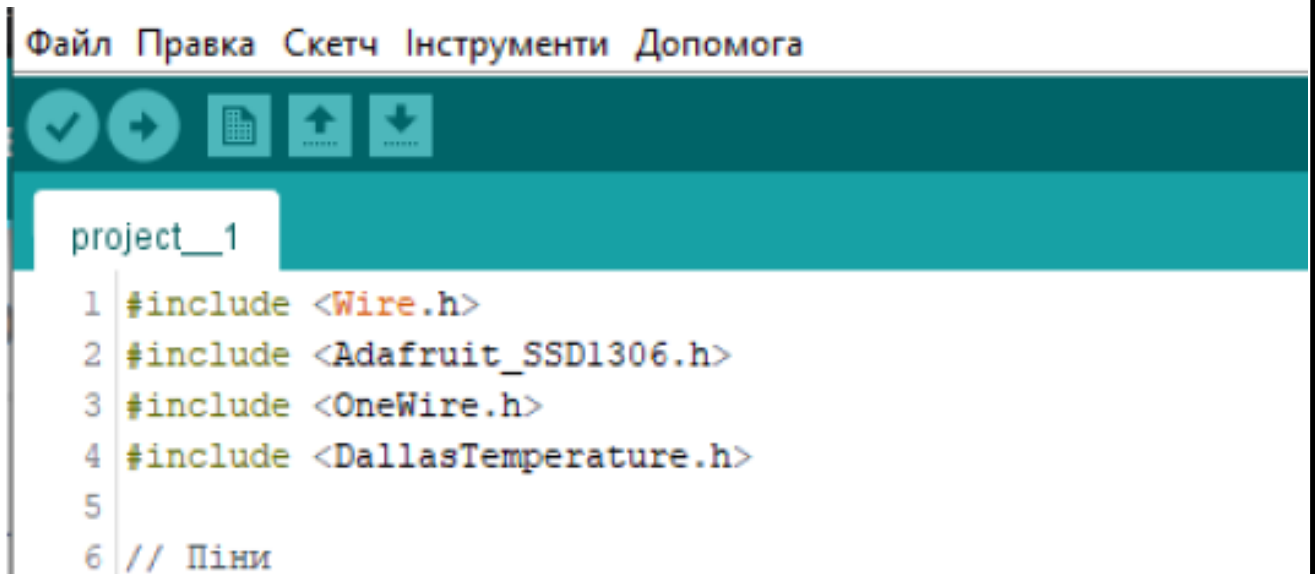 Файл Правка Скетч Інструменти Допомога
project__1
1 #include <Wire.h>
2 #include <Adafruit_SSD1306.h>
3 #include <OneWire.h>
4 #include <DallasTemperature.h>
5
6 // Піни